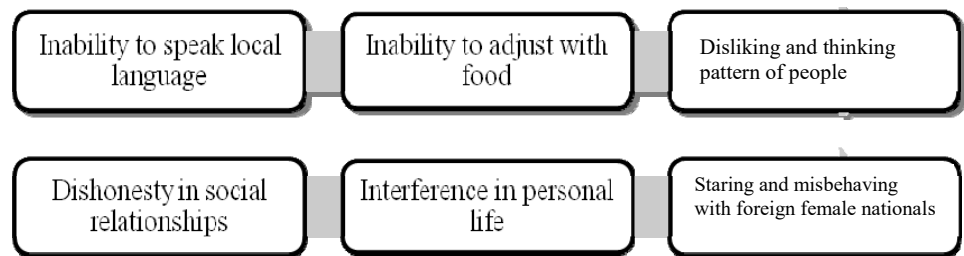 Inability to speak local
language
Inability to adjust with
food
Disliking and thinking
pattern of people
Dishonesty in social
relationships
Interference in personal
life
Staring and misbehaving
with foreign female nationals